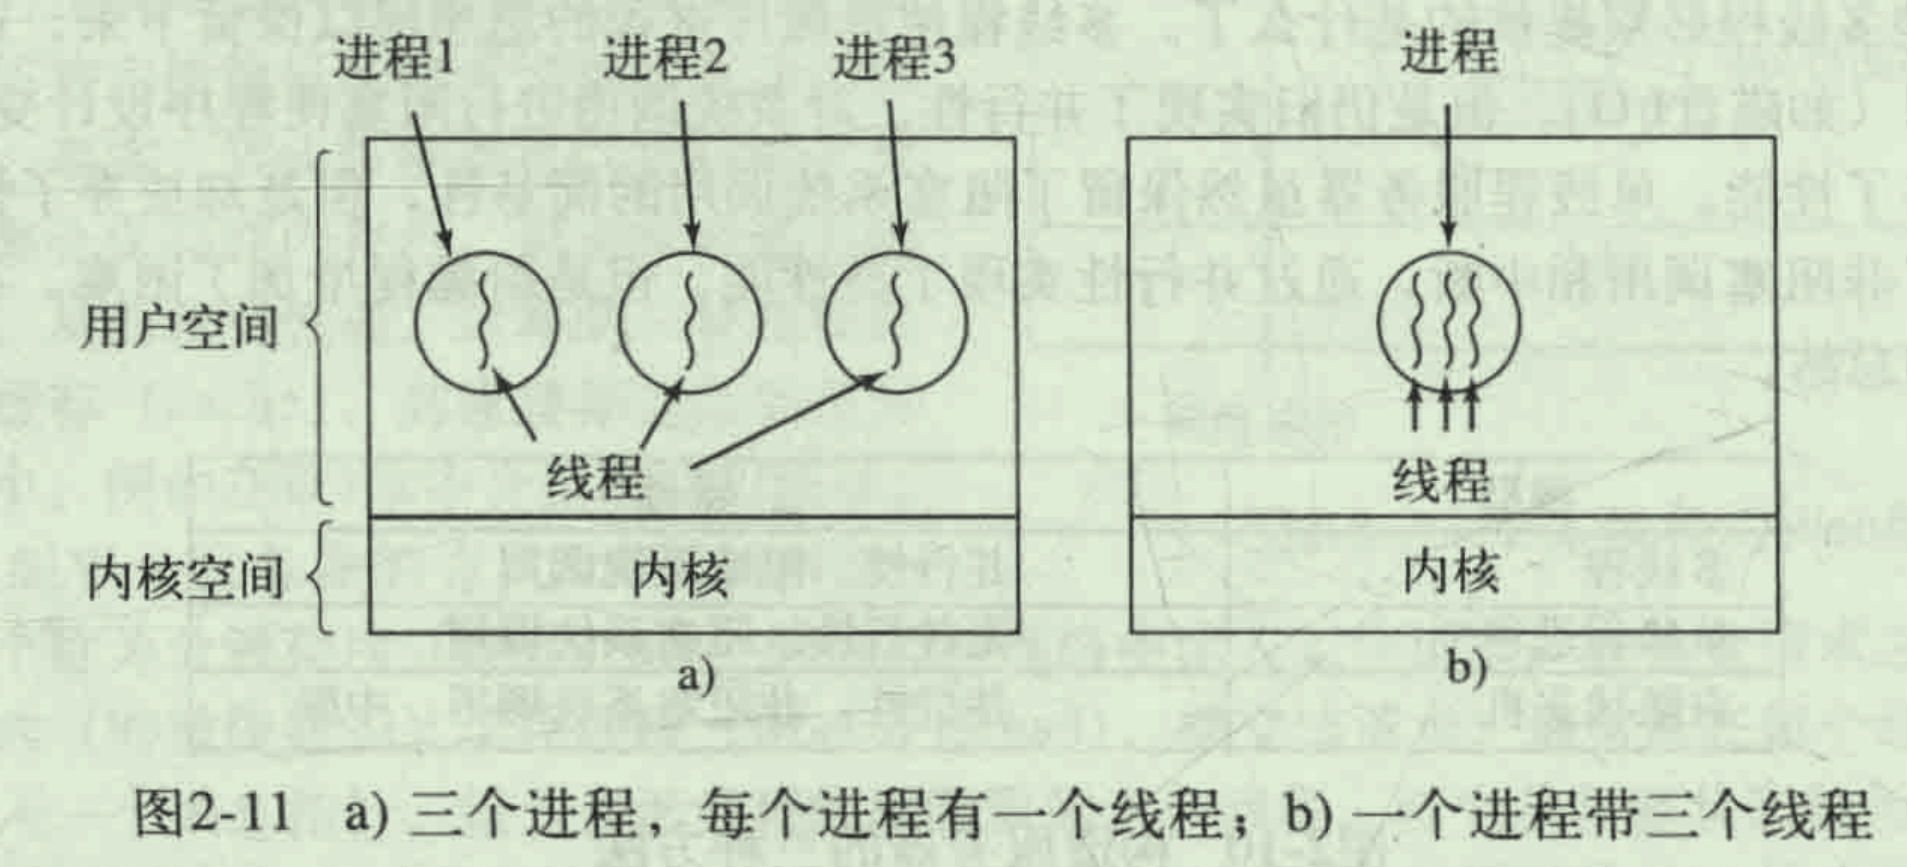 进程1 进程2 进程3 进程
用户空间
线程 线程
内核空间 内核 内核
a) b)
图2-11 a) 三个进程，每个进程有一个线程；b) 一个进程带三个线程